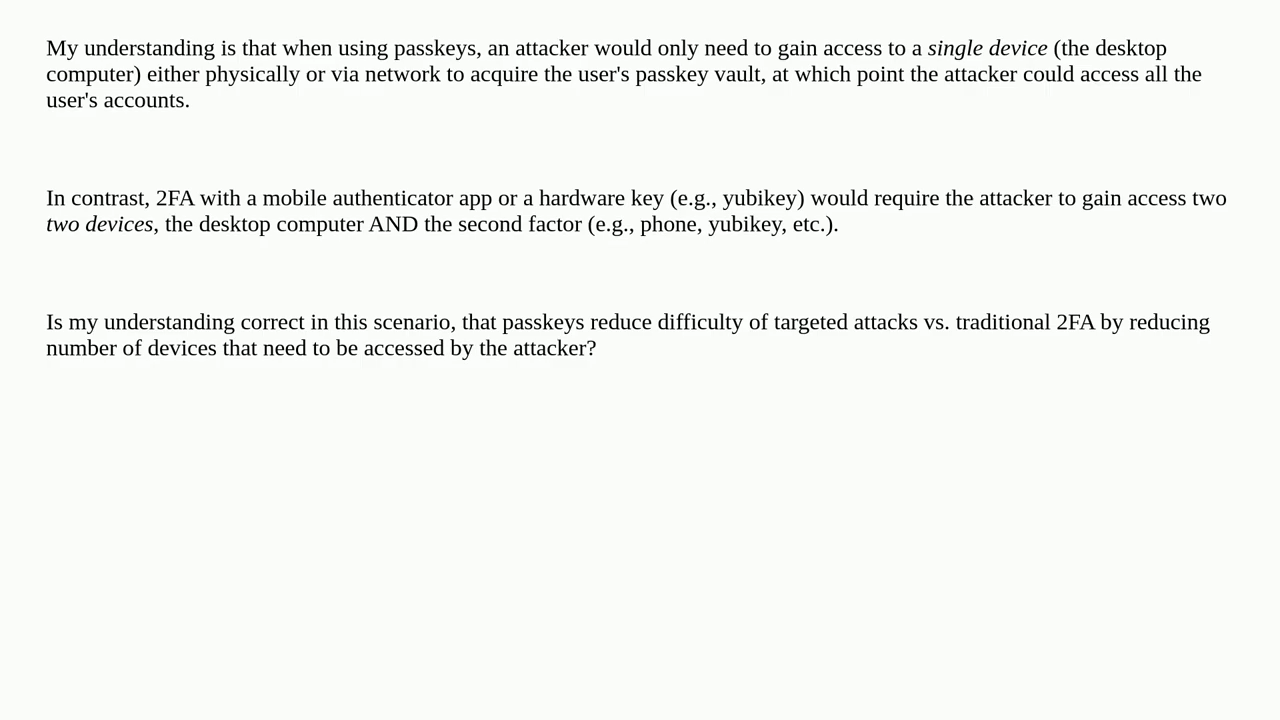 My understanding is that when using passkeys, an attacker would only need to gain access to a single device (the desktop
computer) either physically or via network to acquire the user's passkey vault, at which point the attacker could access all the
user's accounts.
In contrast, 2FA with a mobile authenticator app or a hardware key (e.g., yubikey) would require the attacker to gain access two
two devices, the desktop computer AND the second factor (e.g., phone, yubikey, etc.).
Is my understanding correct in this scenario, that passkeys reduce difficulty of targeted attacks vs. traditional 2FA by reducing
number of devices that need to be accessed by the attacker?